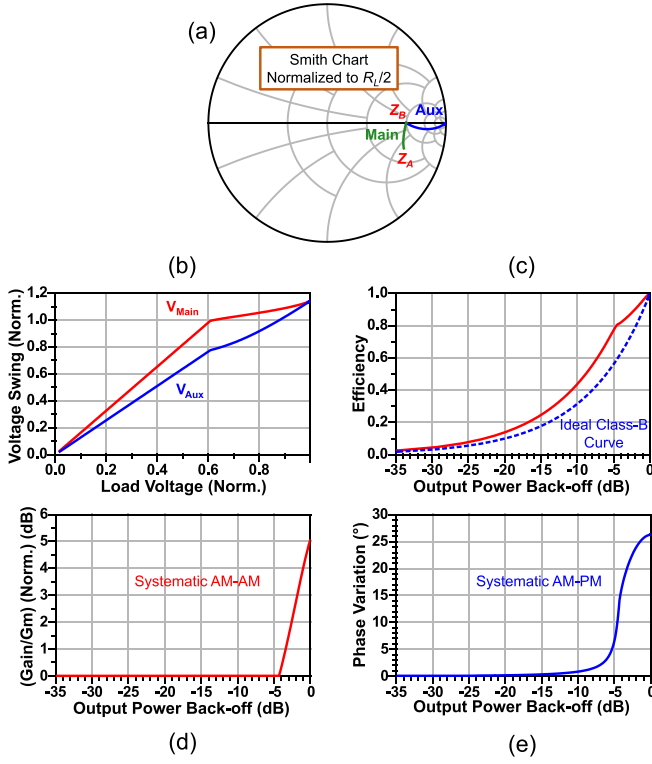 (a)
Smith Chart
Normalized to R_L/2
Z_B Aux
Main
Z_A
(b)
(c)
Voltage Swing (Norm.)
1.2
1.0
0.8
0.6
0.4
0.2
0.0
V_Main
V_Aux
0.0 0.2 0.4 0.6 0.8
Load Voltage (Norm.)
Efficiency
1.0
0.8
0.6
0.4
0.2
0.0
Ideal Class-B
Curve
-35 -30 -25 -20 -15 -10 -5 0
Output Power Back-off (dB)
(Gain/Gm) (Norm.) (dB)
6
5
4
3
2
1
0
Systematic AM-AM
-35 -30 -25 -20 -15 -10 -5 0
Output Power Back-off (dB)
Phase Variation (°)
30
25
20
15
10
5
0
Systematic AM-PM
-35 -30 -25 -20 -15 -10 -5 0
Output Power Back-off (dB)
(d)
(e)